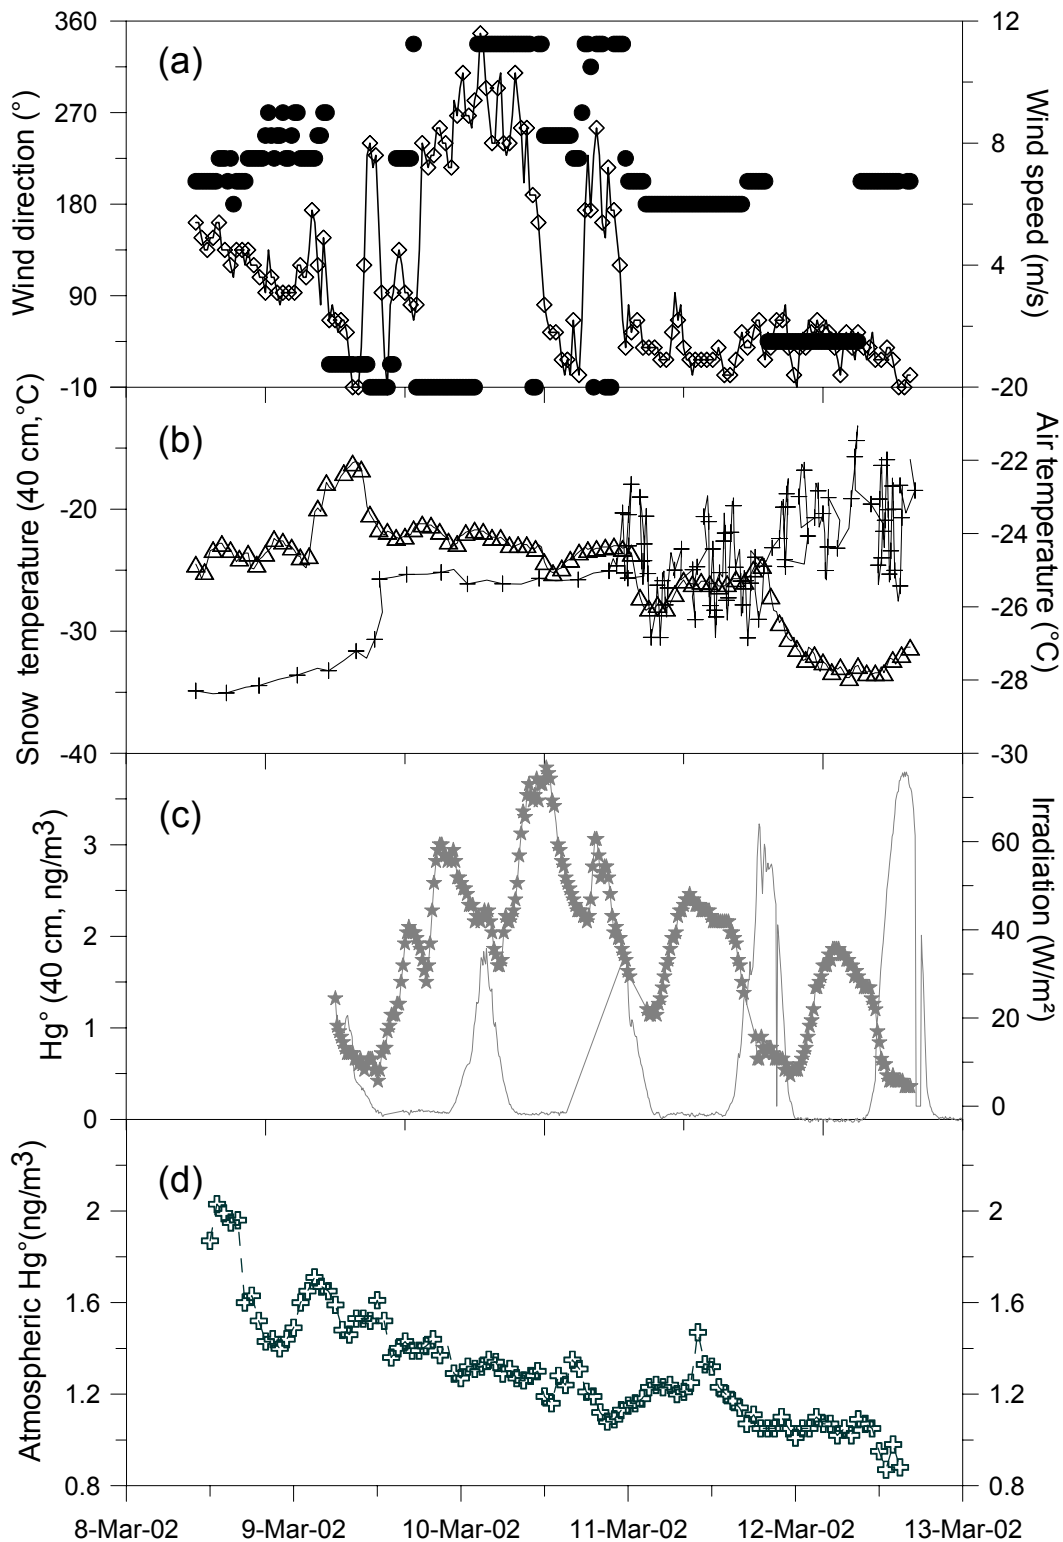 360
270
180
90
-10
Wind direction (°)
(a)
12
8
4
-20
Wind speed (m/s)
-20
-30
-40
Snow temperature (40 cm,°C)
(b)
-22
-24
-26
-28
-30
Air temperature (°C)
3
2
1
0
Hg° (40 cm, ng/m3)
(c)
60
40
20
0
Irradiation (W/m²)
2
1.6
1.2
0.8
Atmospheric Hg°(ng/m3)
(d)
2
1.6
1.2
0.8
8-Mar-02 9-Mar-02 10-Mar-02 11-Mar-02 12-Mar-02 13-Mar-02